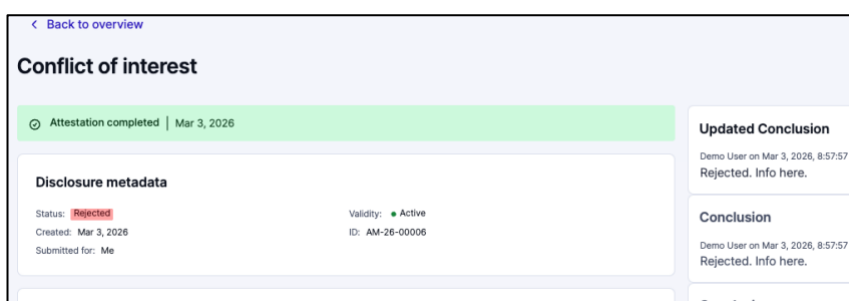 < Back to overview
Conflict of interest
Attestation completed | Mar 3, 2026
Disclosure metadata
Status: Rejected
Created: Mar 3, 2026
Submitted for: Me
Validity: ● Active
ID: AM-26-00006
Updated Conclusion
Demo User on Mar 3, 2026, 8:57:57
Rejected. Info here.
Conclusion
Demo User on Mar 3, 2026, 8:57:57
Rejected. Info here.